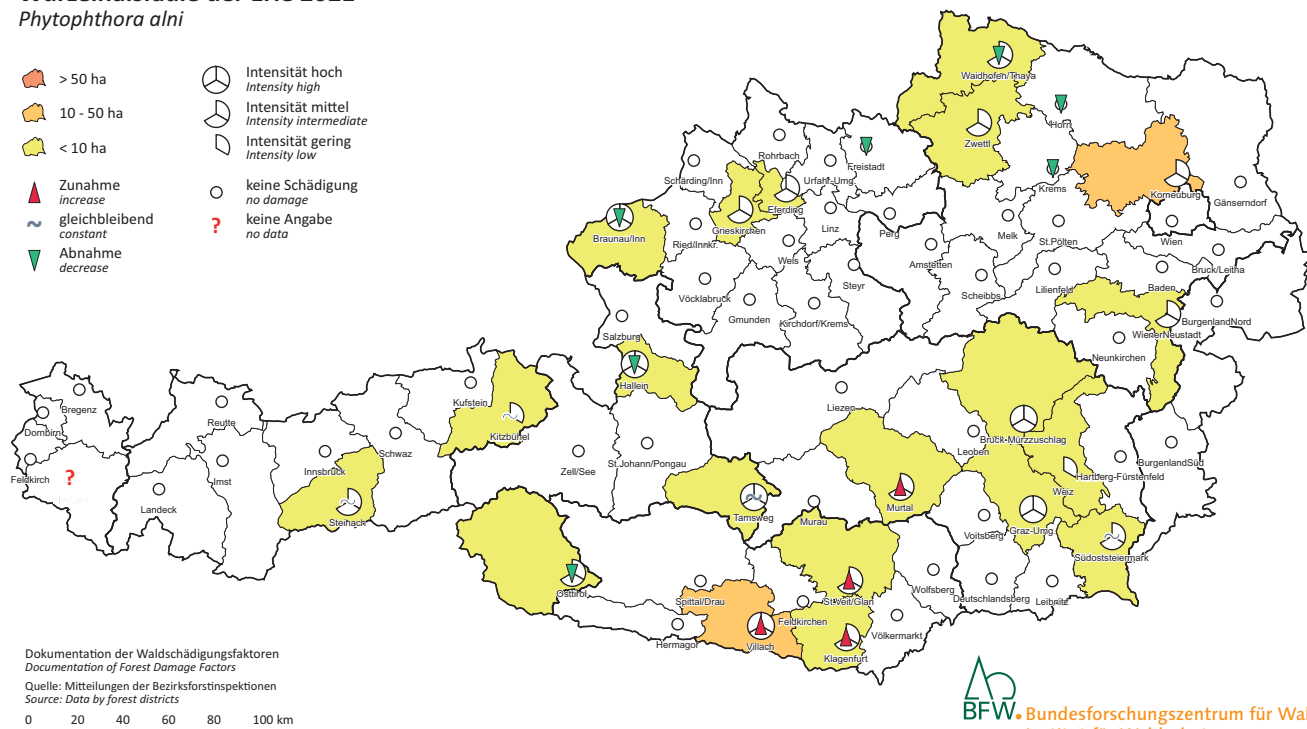 Phytophthora alni
> 50 ha
10 - 50 ha
< 10 ha
Zunahme
increase
gleichbleibend
constant
Abnahme
decrease
Intensität hoch
Intensity high
Intensität mittel
Intensity intermediate
Intensität gering
Intensity low
keine Schädigung
no damage
?
keine Angabe
no data
Waidhofen/Thaya
Horn
Zwettl
Krems
Korneuburg
Gänserndorf
Rohrbach
Freistadt
Schärding/Inn
Urfahr-Umg.
Eferding
Grieskirchen
Braunau/Inn
Ried/Innkr.
Linz
Perg
Wels
Melk
St.Pölten
Wien
Amstetten
Bruck/Leitha
Steyr
Scheibbs
Lilienfeld
Baden
Vöcklabruck
Gmunden
Kirchdorf/Krems
BurgenlandNord
WienerNeustadt
Salzburg
Neunkirchen
Hallein
Bregenz
Kufstein
Liezen
Dornbirn
Reutte
Kitzbühel
Bruck-Mürzzuschlag
Schwaz
Leoben
Innsbruck
Zell/See
St.Johann/Pongau
BurgenlandSüd
Feldkirch
?
Imst
Hartberg-Fürstenfeld
Weiz
Landeck
Steinach
Tamsweg
Murau
Murtal
Graz-Umg.
Voitsberg
Südoststeiermark
Osttirol
Spittal/Drau
St.Veit/Glan
Wolfsberg
Deutschlandsberg
Leibnitz
Feldkirchen
Völkermarkt
Hermagor
Villach
Klagenfurt
Dokumentation der Waldschädigungsfaktoren
Documentation of Forest Damage Factors
Quelle: Mitteilungen der Bezirksforstinspektionen
Source: Data by forest districts
0 20 40 60 80 100 km
BFW
Bundesforschungszentrum für